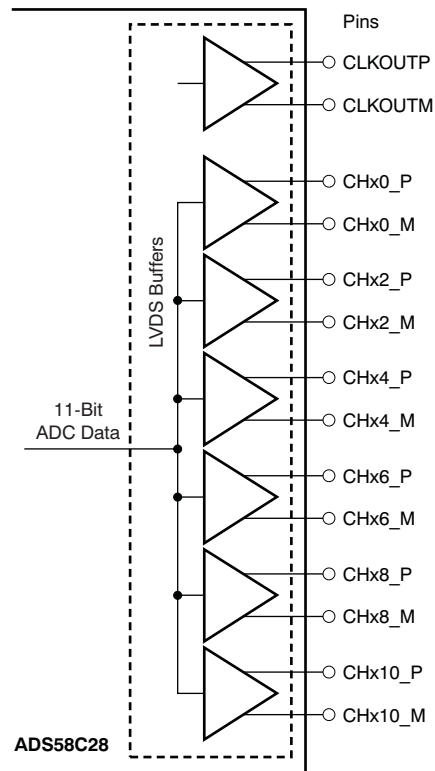 Pins
CLKOUTP
CLKOUTM
CHx0_P
CHx0_M
LVDS Buffers
CHx2_P
CHx2_M
CHx4_P
11-Bit
ADC Data
CHx4_M
CHx6_P
CHx6_M
CHx8_P
CHx8_M
CHx10_P
CHx10_M
ADS58C28